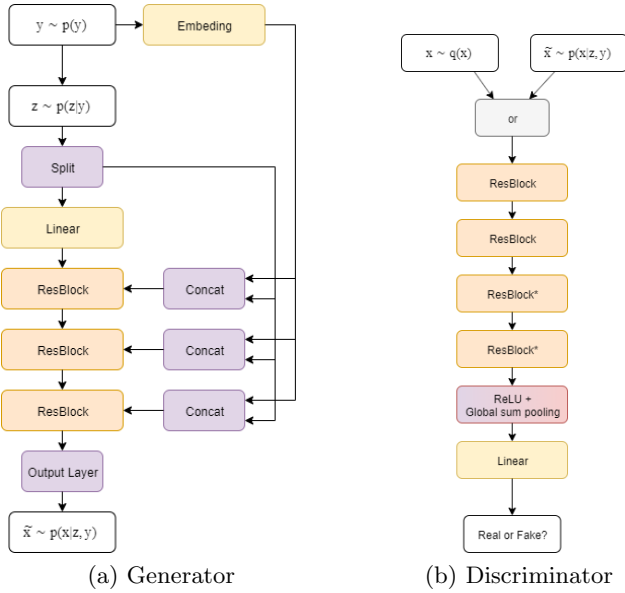 y ~ p(y)
Embeding
z ~ p(z|y)
Split
Linear
ResBlock
Concat
ResBlock
Concat
ResBlock
Concat
Output Layer
x̃ ~ p(x|z, y)
(a) Generator
x ~ q(x)
x̃ ~ p(x|z, y)
or
ResBlock
ResBlock
ResBlock*
ResBlock*
ReLU +
Global sum pooling
Linear
Real or Fake?
(b) Discriminator